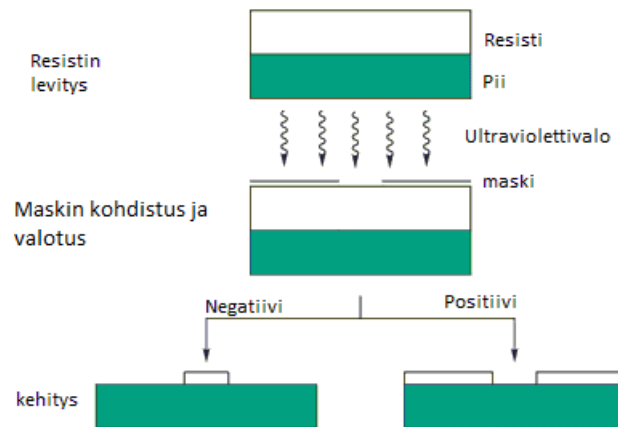 Resistin
levitys
Resisti
Pii
Ultraviolettivalo
maski
Maskin kohdistus ja
valotus
Negatiivi
Positiivi
kehitys